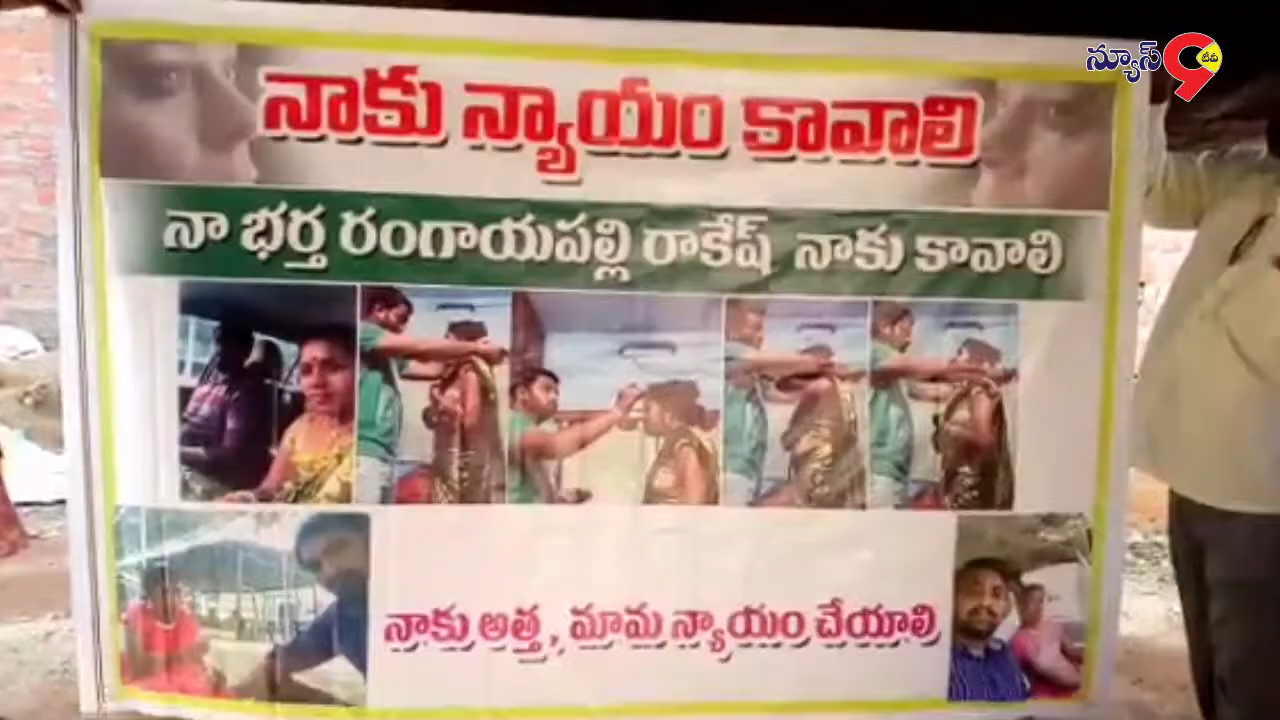 న్యూస్ 9 టీవీ
నాకు న్యాయం కావాలి
నా భర్త రంగాయపల్లి రాకేష్ నాకు కావాలి
నాకు అత్త, మామ న్యాయం చేయాలి